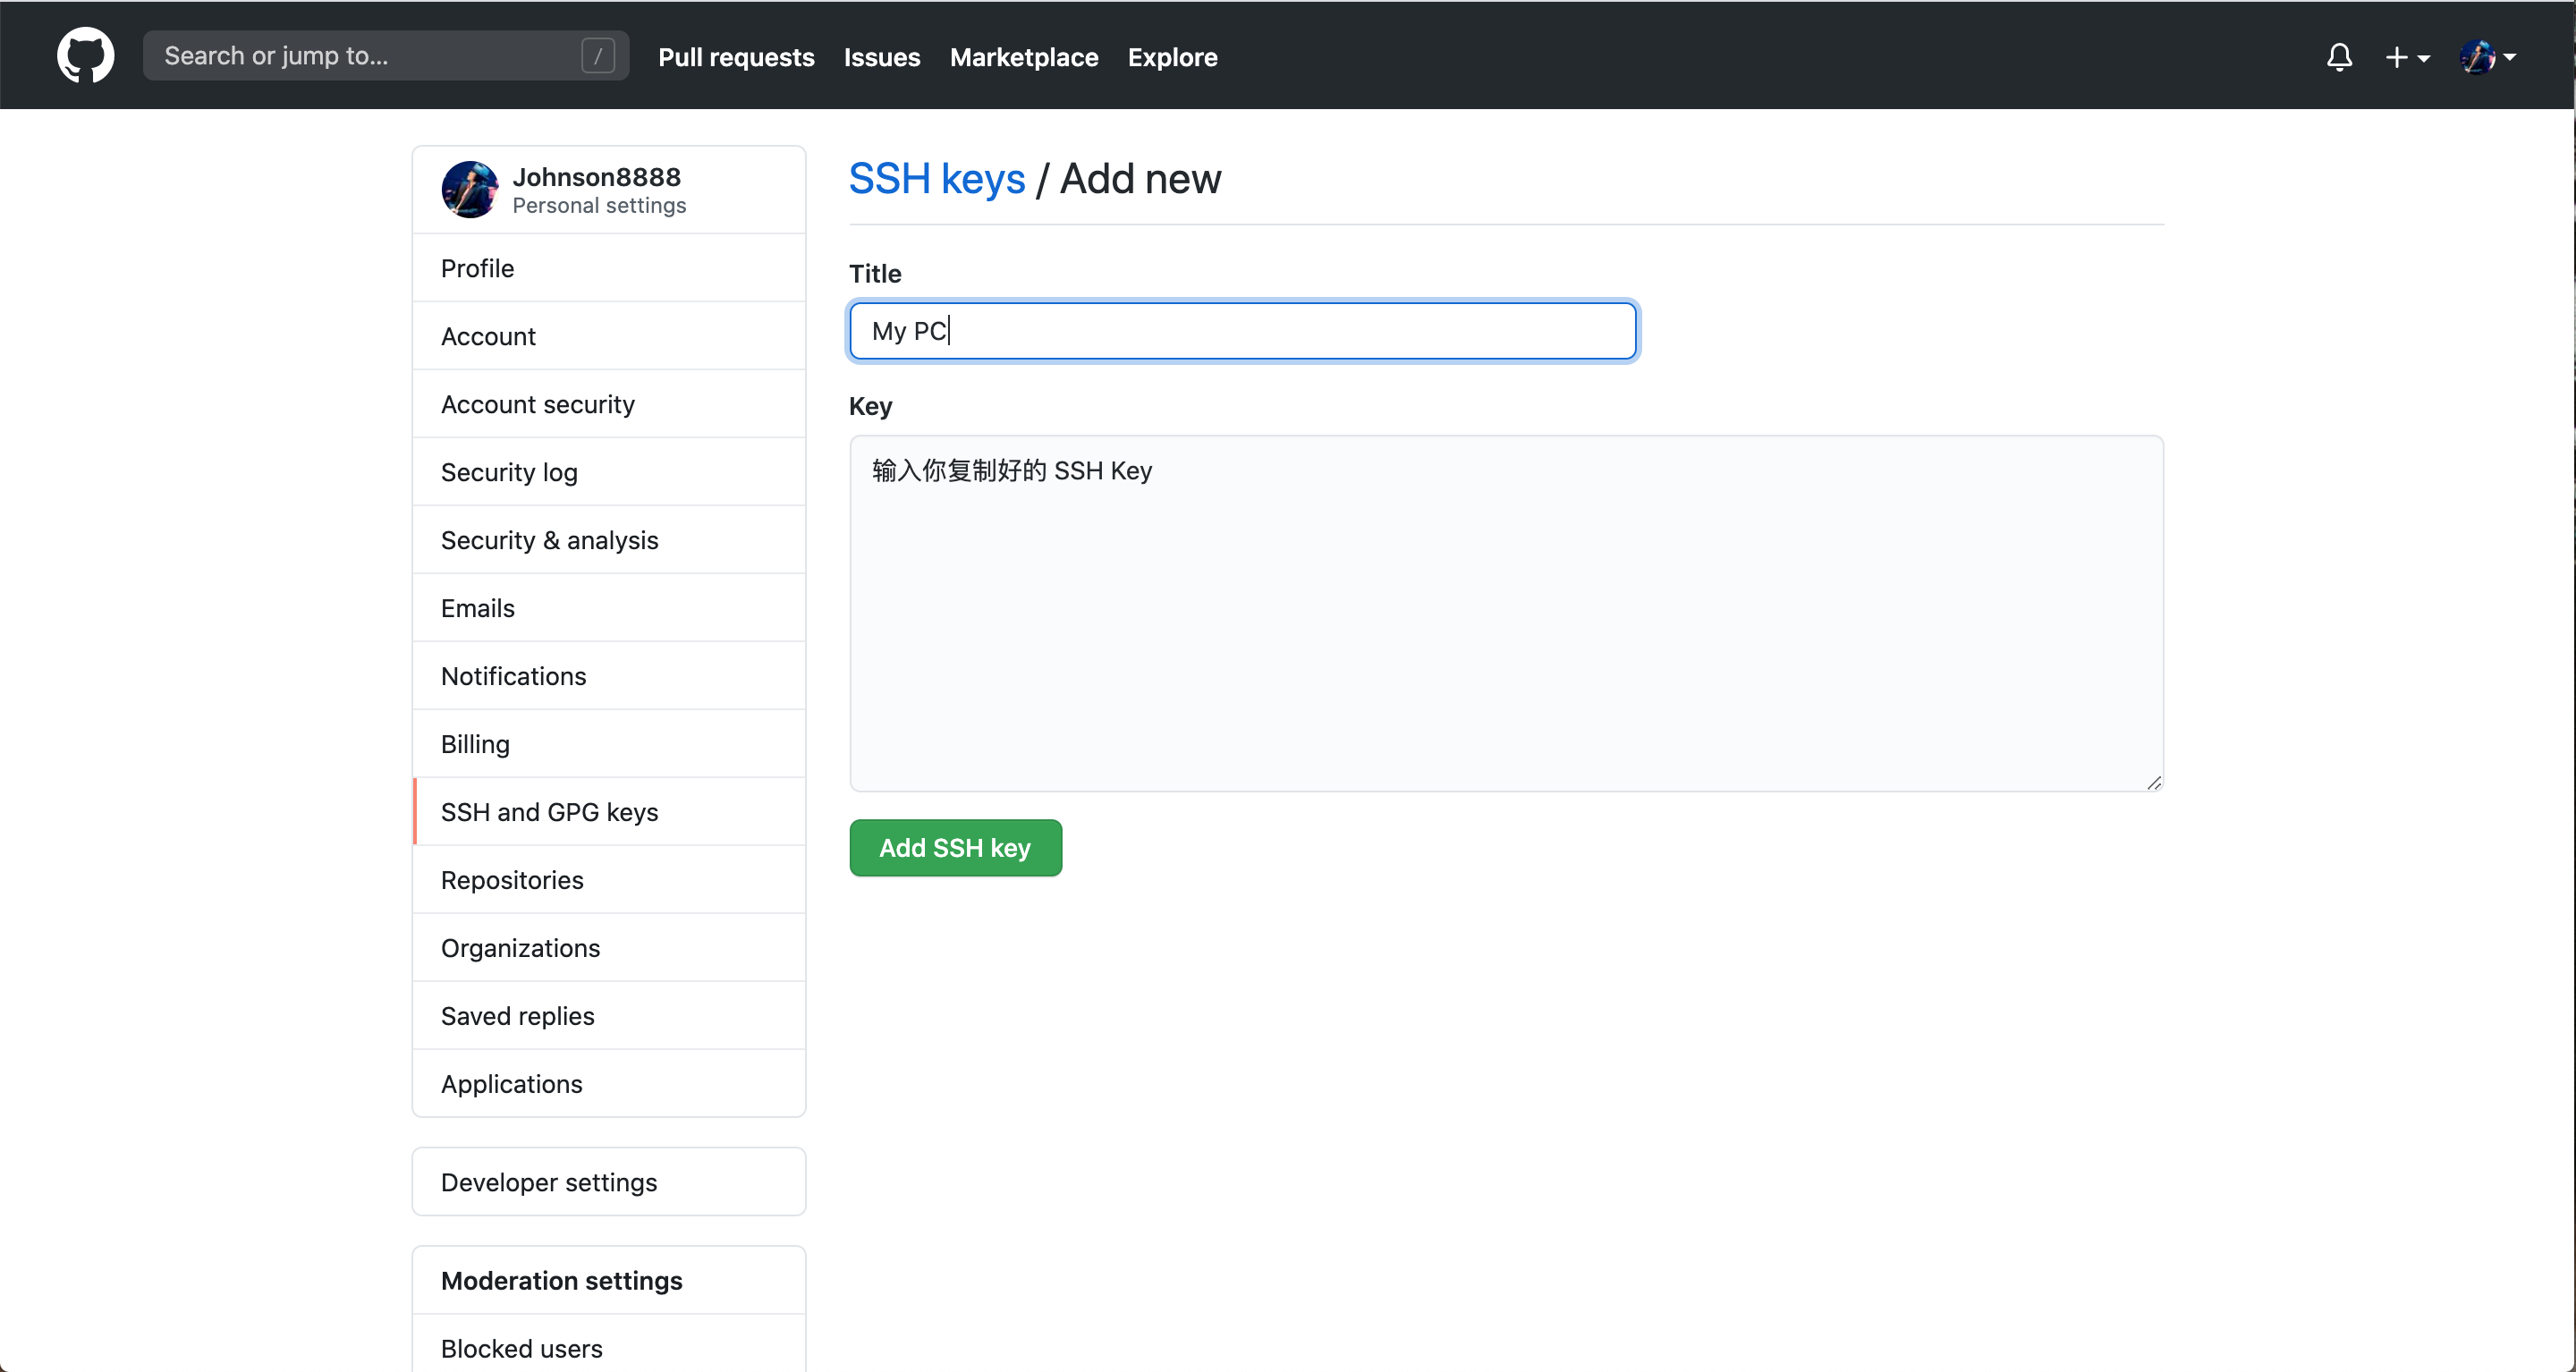 Search or jump to...
/
Pull requests
Issues
Marketplace
Explore
Johnson8888
Personal settings
Profile
Account
Account security
Security log
Security & analysis
Emails
Notifications
Billing
SSH and GPG keys
Repositories
Organizations
Saved replies
Applications
Developer settings
Moderation settings
Blocked users
SSH keys / Add new
Title
My PC
Key
输入你复制好的 SSH Key
Add SSH key